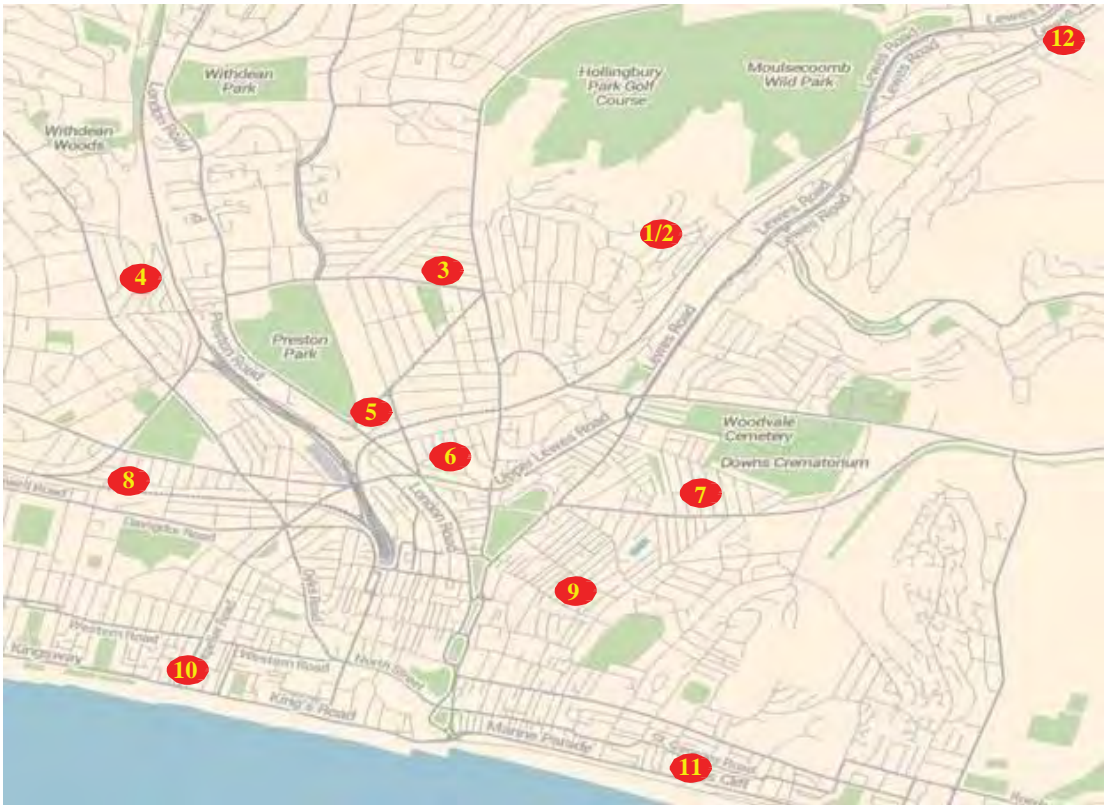 Lewes
12
Withdean
Park
Hollingbury
Park Golf
Course
Moulsecoomb
Wild Park
Lewes Road
Lewes Road
London Road
Withdean
Woods
1/2
Lewes Road
Lewes Road
3
4
Preston
Park
Preston Road
Lewes Road
5
Woodvale
Cemetery
6
Upper Lewes Road
Downs Crematorium
8
7
London Road
Davigdor Road
9
Dyke Road
Western Road
Kingsway
10
Western Road
North Street
King's Road
Marine Parade
11
Cliff